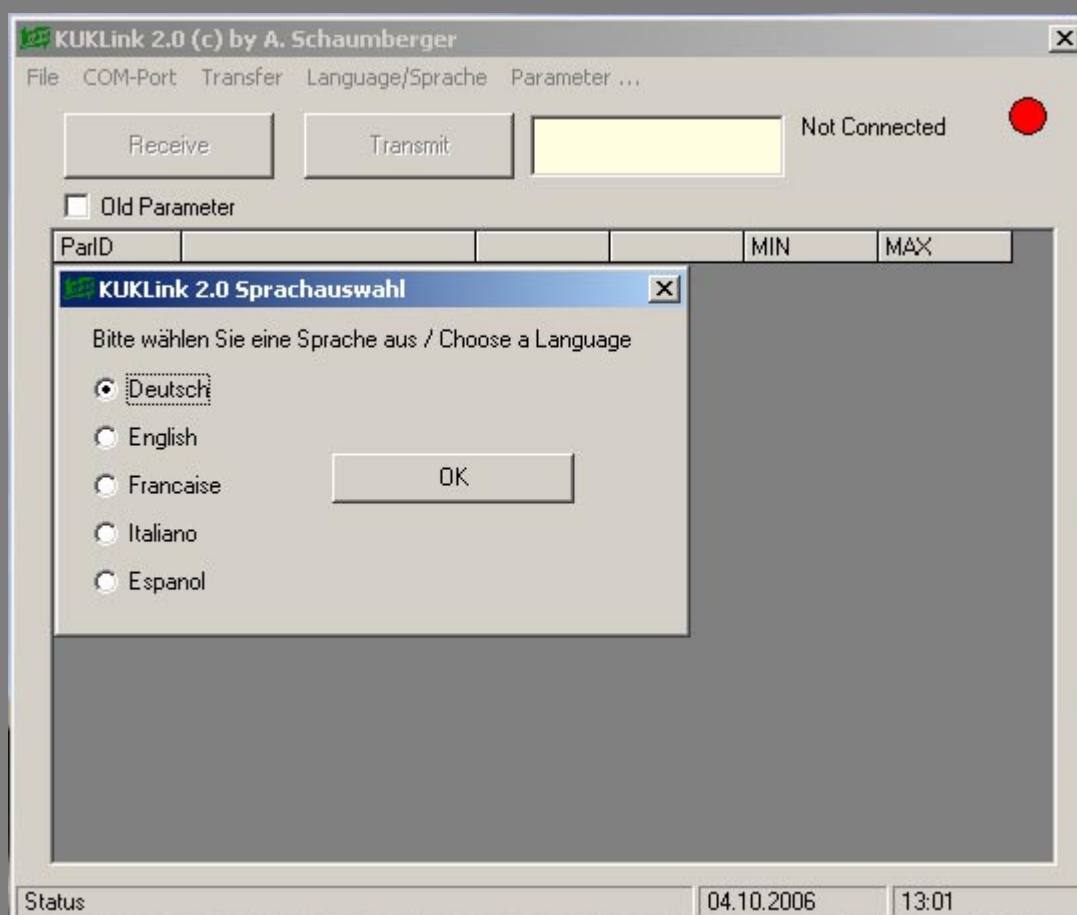 KUKLink 2.0 (c) by A. Schaumberger
File COM-Port Transfer Language/Sprache Parameter ...
Receive Transmit Not Connected
Old Parameter
ParID MIN MAX
KUKLink 2.0 Sprachauswahl
Bitte wählen Sie eine Sprache aus / Choose a Language
Deutsch
English
Francaise
Italiano
Espanol
OK
Status 04.10.2006 13:01